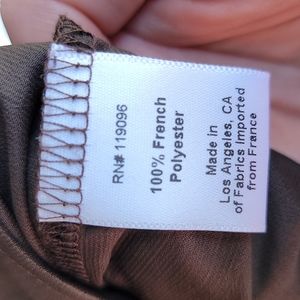 RN# 119096
100% French
Polyester
Made in
Los Angeles, CA
of Fabrics Imported
from France